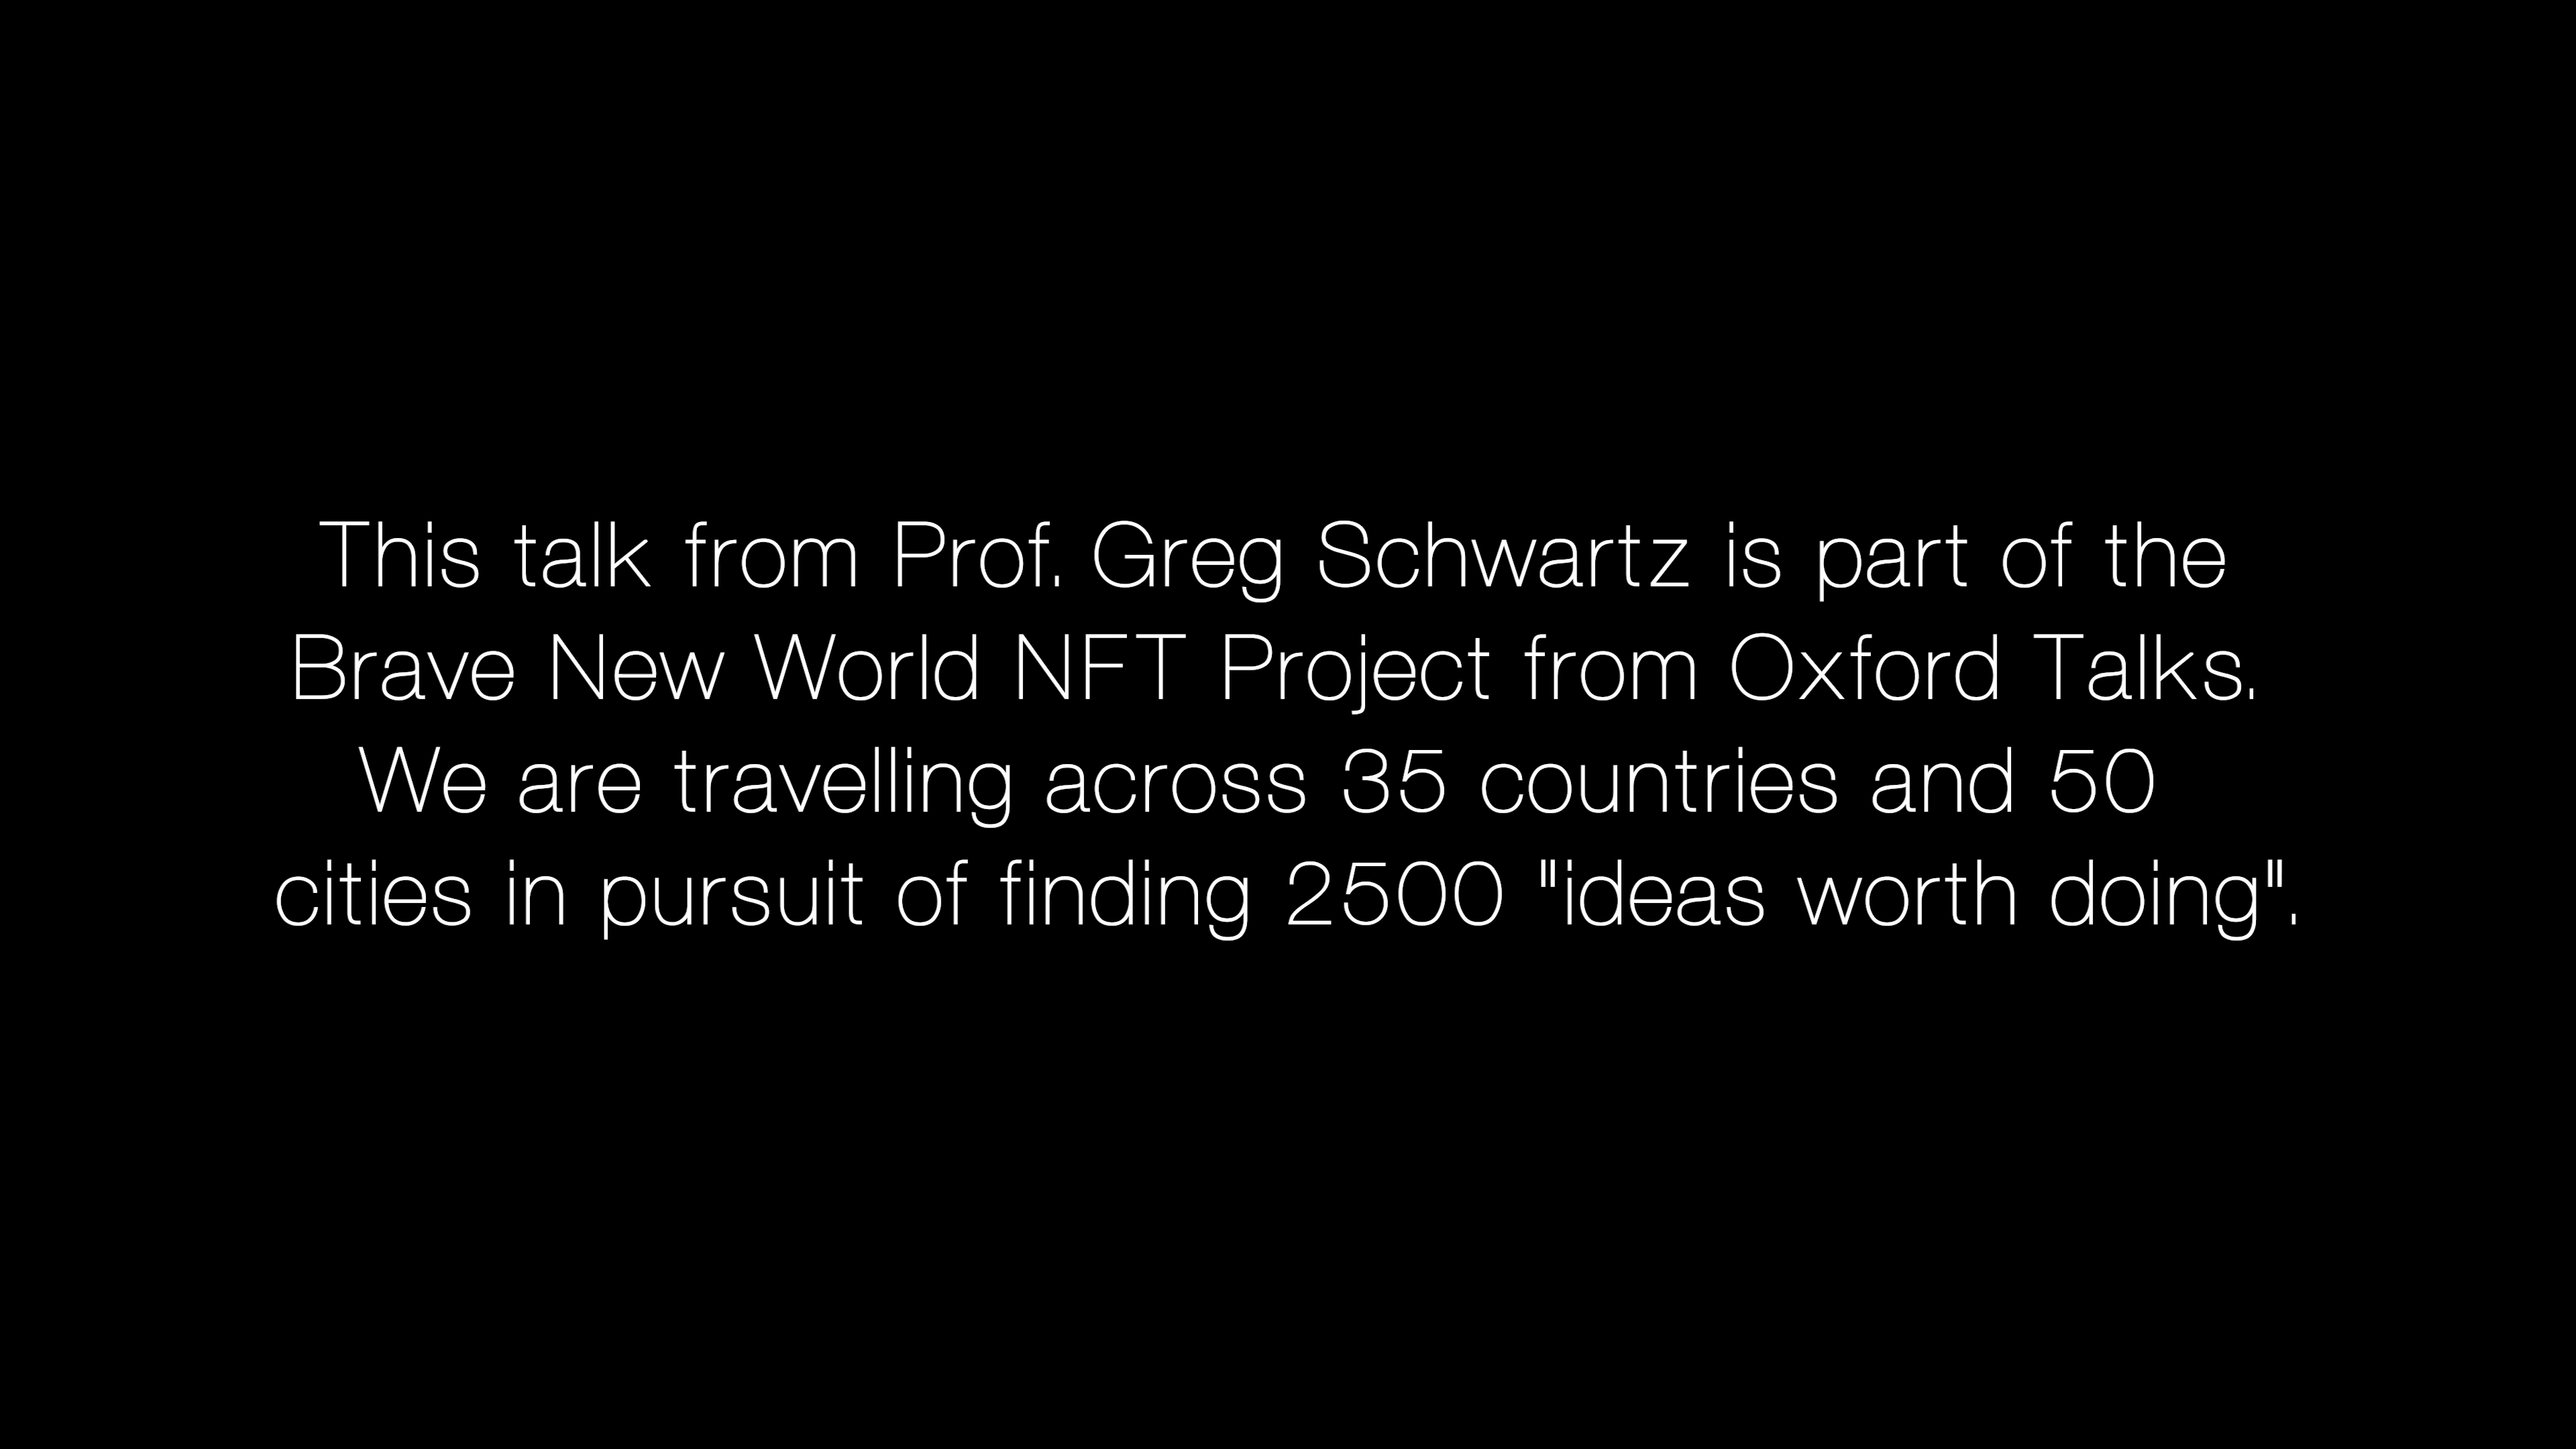 This talk from Prof. Greg Schwartz is part of the
Brave New World NFT Project from Oxford Talks.
We are travelling across 35 countries and 50
cities in pursuit of finding 2500 "ideas worth doing".